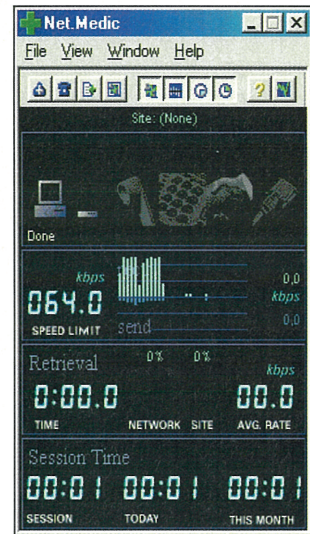 Net.Medic
File View Window Help
Site: (None)
Done
kbps 0,0
064.0 kbps
SPEED LIMIT send 0,0
Retrieval 0% 0% kbps
0:00.0 00.0
TIME NETWORK SITE AVG. RATE
Session Time
00:01 00:01 00:01
SESSION TODAY THIS MONTH